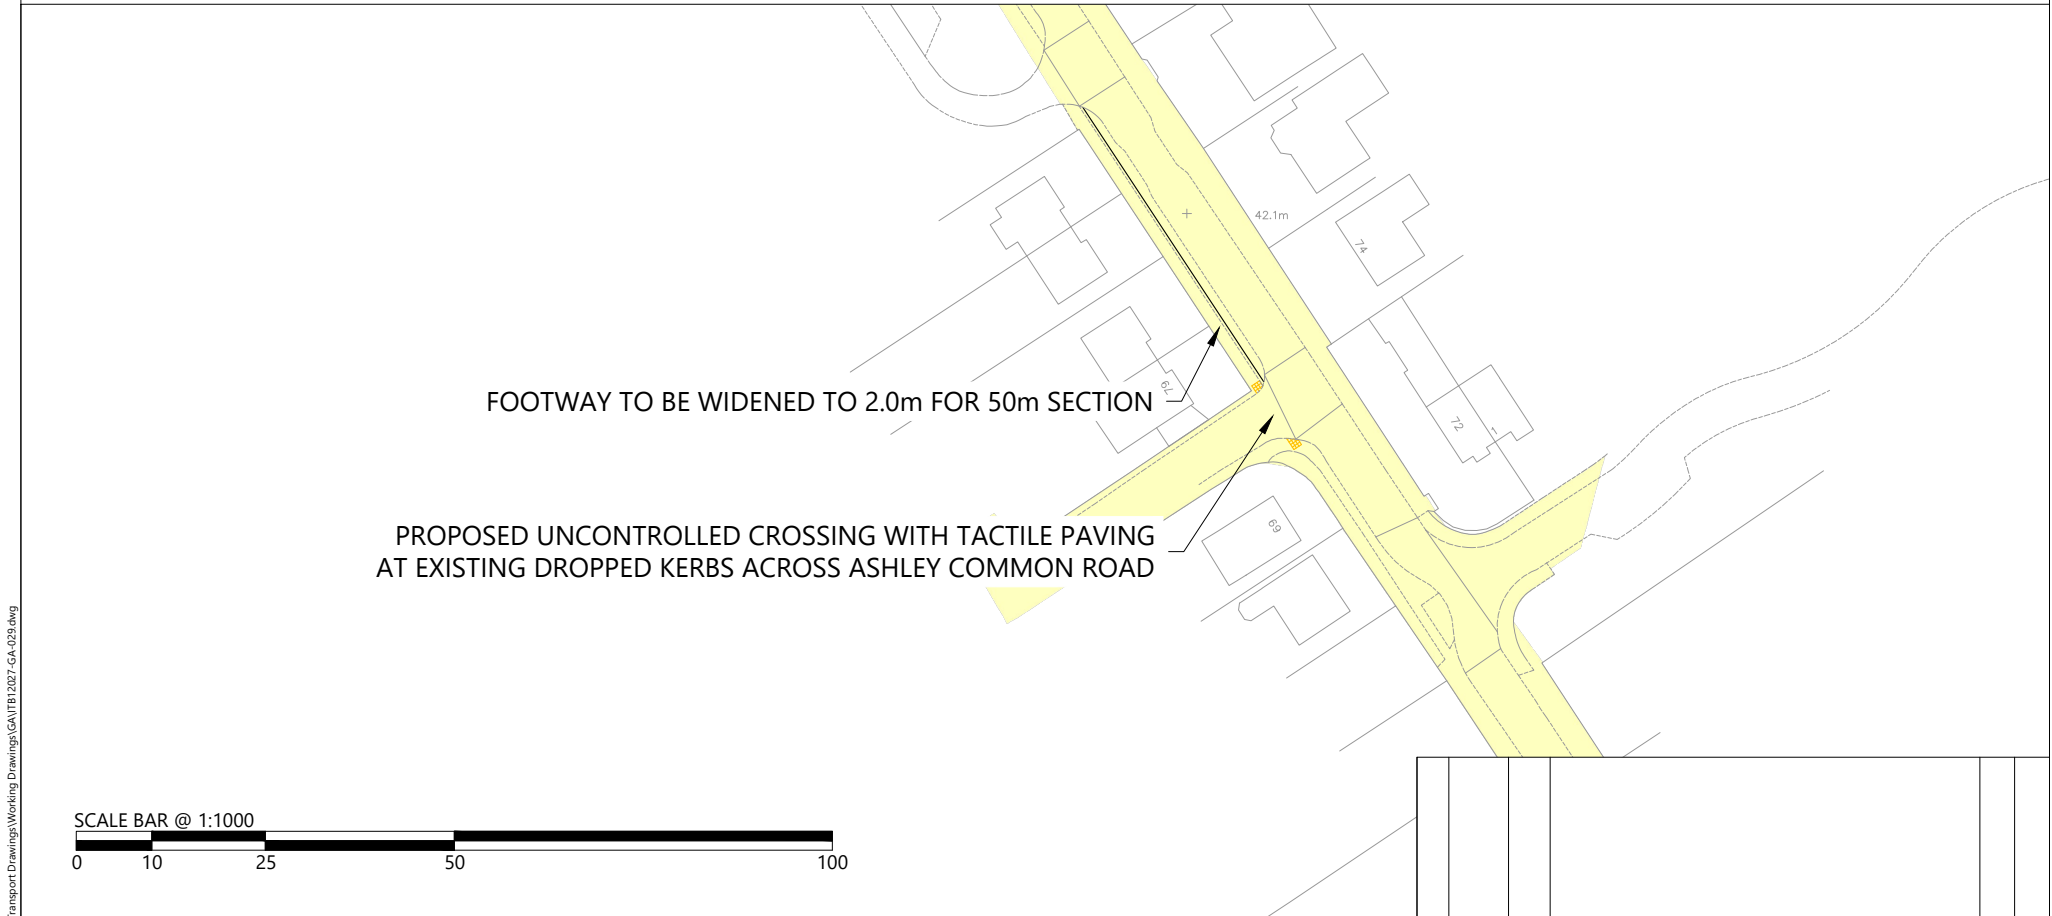 42.1m
74
FOOTWAY TO BE WIDENED TO 2.0m FOR 50m SECTION
79
72
1
69
PROPOSED UNCONTROLLED CROSSING WITH TACTILE PAVING
AT EXISTING DROPPED KERBS ACROSS ASHLEY COMMON ROAD
SCALE BAR @ 1:1000
0 10 25 50 100
ransport Drawings\Working Drawings\GA\ITB12027-GA-029.dwg